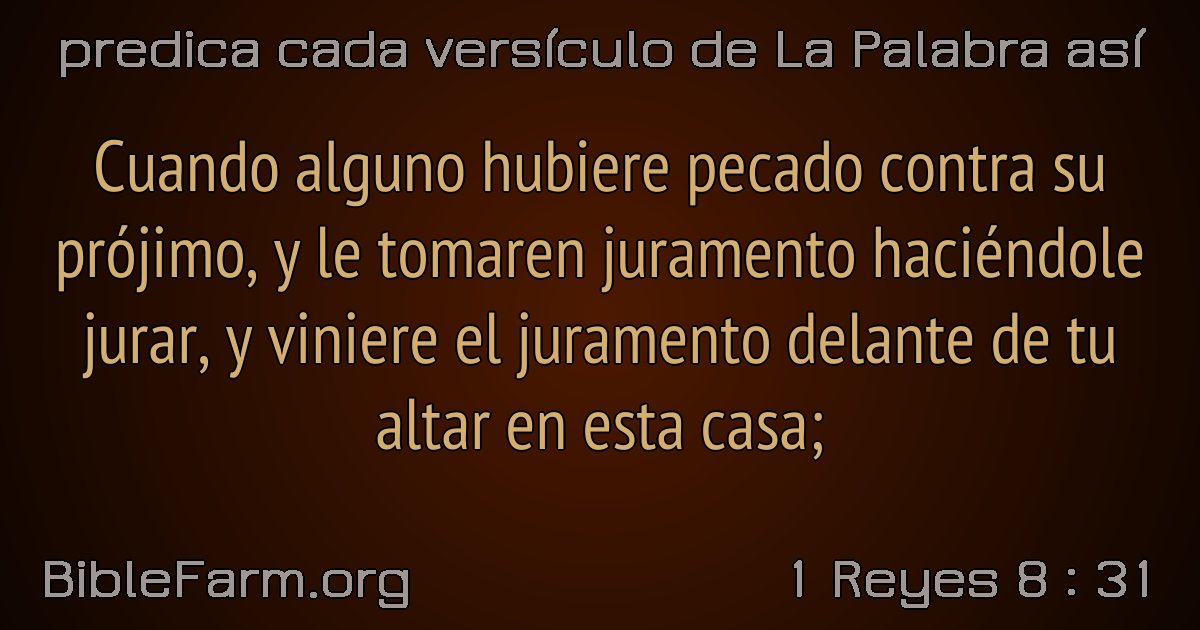 predica cada versículo de La Palabra así
Cuando alguno hubiere pecado contra su
prójimo, y le tomaren juramento haciéndole
jurar, y viniere el juramento delante de tu
altar en esta casa;
BibleFarm.org
1 Reyes 8 : 31